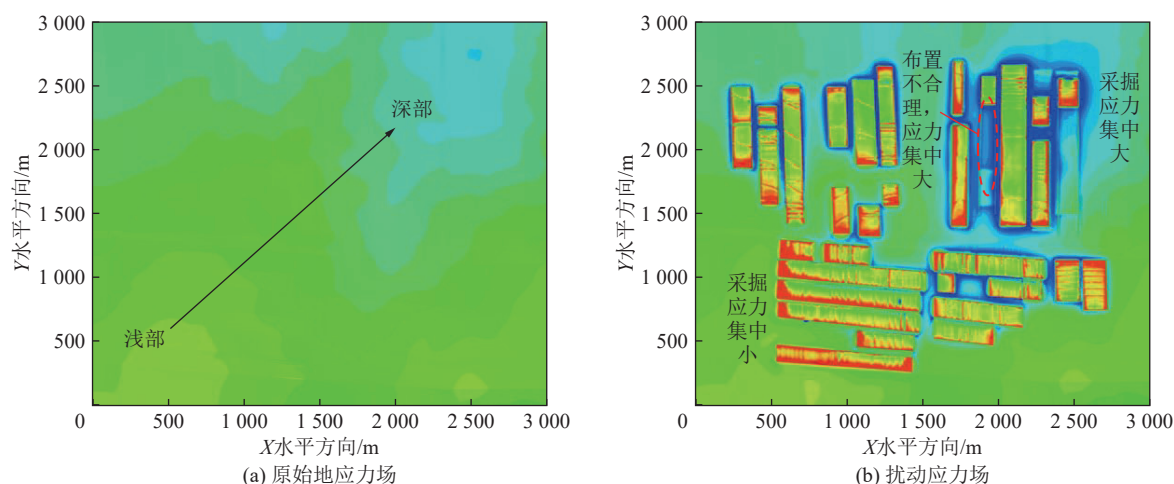 3 000
2 500
2 000
1 500
1 000
500
0
Y水平方向/m
深部
浅部
500
1 000
1 500
2 000
2 500
3 000
X水平方向/m
(a) 原始地应力场
3 000
2 500
2 000
1 500
1 000
500
0
Y水平方向/m
布置
不合
理，
应力
集中
大
采掘
应力
集中
大
采掘
应力
集中
小
500
1 000
1 500
2 000
2 500
3 000
X水平方向/m
(b) 扰动应力场